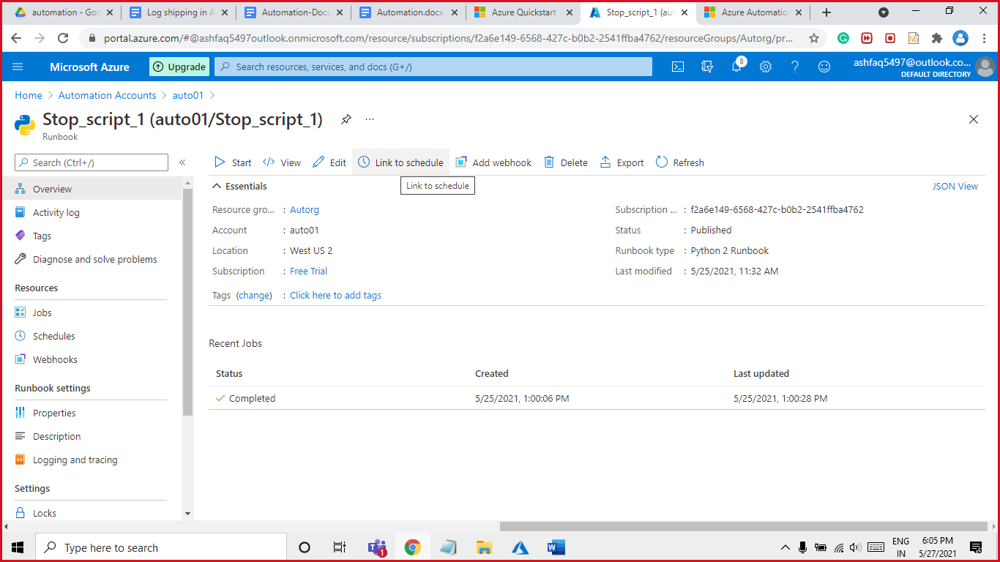 automation - Goo
Log shipping in A
Automation-Docu
Automation.docx
Azure Quickstart
Stop_script_1 (aut
Azure Automatio
portal.azure.com/#@ashfaq5497outlook.onmicrosoft.com/resource/subscriptions/f2a6e149-6568-427c-b0b2-2541ffba4762/resourceGroups/Autorg/pr...
Microsoft Azure
Upgrade
Search resources, services, and docs (G+/)
8
ashfaq5497@outlook.co...
DEFAULT DIRECTORY
Home > Automation Accounts > auto01 >
Stop_script_1 (auto01/Stop_script_1)
Runbook
Search (Ctrl+/)
Start
View
Edit
Link to schedule
Add webhook
Delete
Export
Refresh
Link to schedule
Overview
Activity log
Tags
Diagnose and solve problems
Resources
Jobs
Schedules
Webhooks
Runbook settings
Properties
Description
Logging and tracing
Settings
Locks
Essentials
JSON View
Resource gro... : Autorg
Account : auto01
Location : West US 2
Subscription : Free Trial
Tags (change) : Click here to add tags
Subscription ... : f2a6e149-6568-427c-b0b2-2541ffba4762
Status : Published
Runbook type : Python 2 Runbook
Last modified : 5/25/2021, 11:32 AM
Recent Jobs
Status Created Last updated
Completed 5/25/2021, 1:00:06 PM 5/25/2021, 1:00:28 PM
Type here to search
1
ENG
IN
6:05 PM
5/27/2021